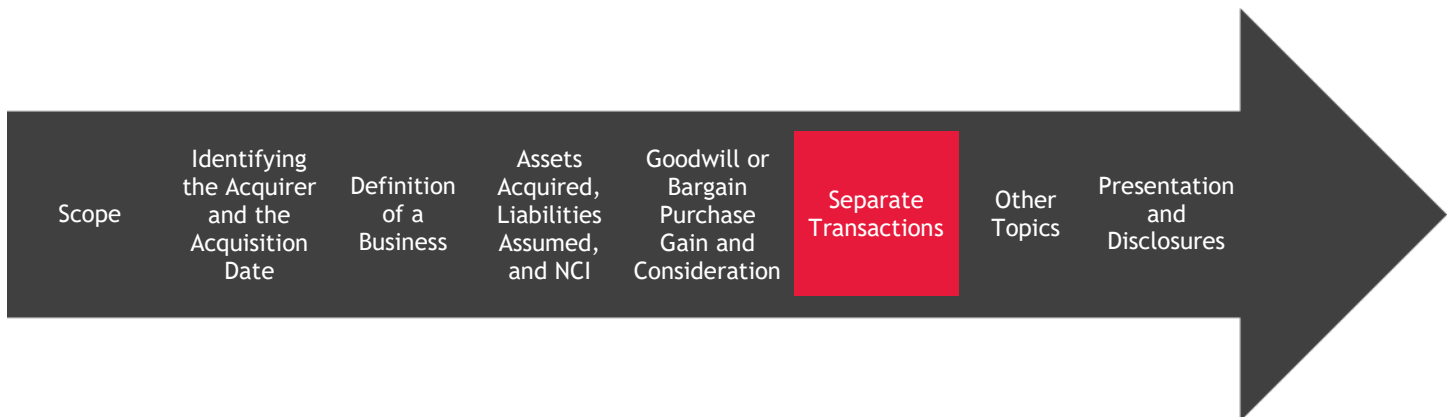 Scope
Identifying
the Acquirer
and the
Acquisition
Date
Definition
of a
Business
Assets
Acquired,
Liabilities
Assumed,
and NCI
Goodwill or
Bargain
Purchase
Gain and
Consideration
Separate
Transactions
Other
Topics
Presentation
and
Disclosures